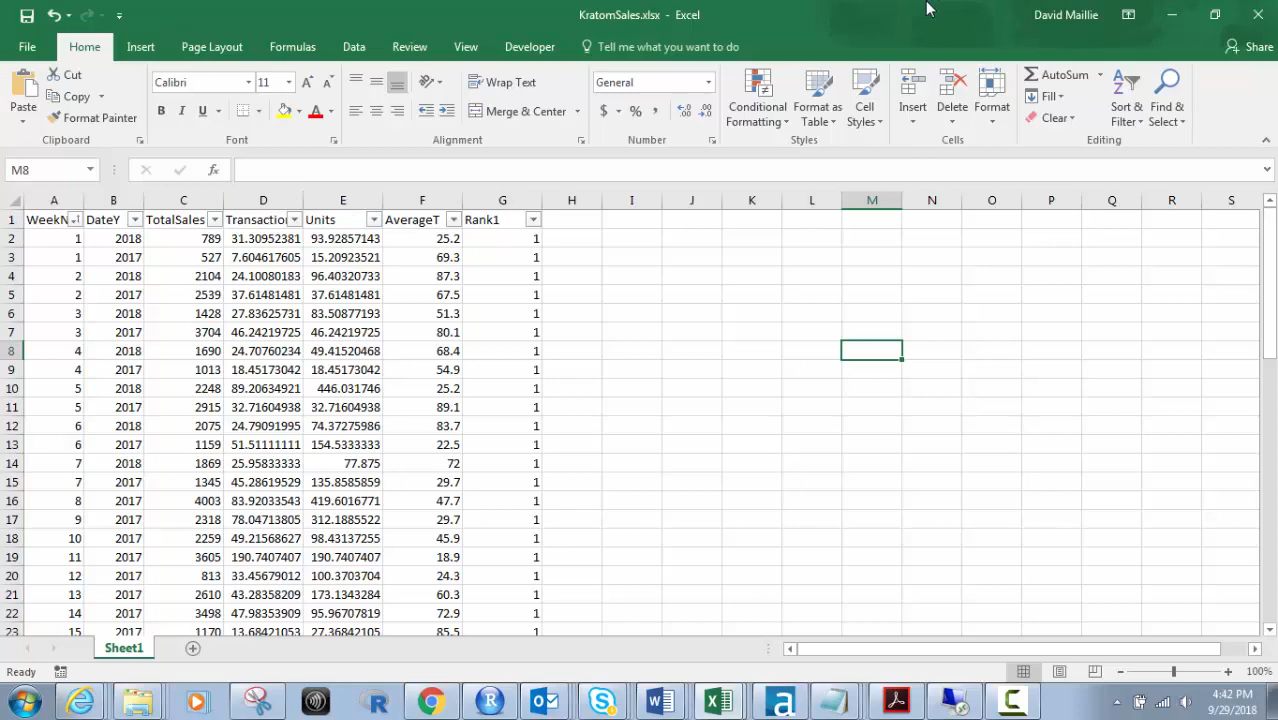 KratomSales.xlsx - Excel
David Maillie
File Home Insert Page Layout Formulas Data Review View Developer Tell me what you want to do Share
Paste Cut Copy Format Painter Clipboard
Calibri 11 B I U A Font
Wrap Text Merge & Center Alignment
General $ % , Number
Conditional Formatting Format as Table Cell Styles Styles
Insert Delete Format Cells
AutoSum Fill Clear Sort & Filter Find & Select Editing
M8 fx
A B C D E F G H I J K L M N O P Q R S
1 WeekN DateY TotalSales Transaction Units AverageT Rank1
2 1 2018 789 31.30952381 93.92857143 25.2 1
3 1 2017 527 7.604617605 15.20923521 69.3 1
4 2 2018 2104 24.10080183 96.40320733 87.3 1
5 2 2017 2539 37.61481481 37.61481481 67.5 1
6 3 2018 1428 27.83625731 83.50877193 51.3 1
7 3 2017 3704 46.24219725 46.24219725 80.1 1
8 4 2018 1690 24.70760234 49.41520468 68.4 1
9 4 2017 1013 18.45173042 18.45173042 54.9 1
10 5 2018 2248 89.20634921 446.031746 25.2 1
11 5 2017 2915 32.71604938 32.71604938 89.1 1
12 6 2018 2075 24.79091995 74.37275986 83.7 1
13 6 2017 1159 51.51111111 154.5333333 22.5 1
14 7 2018 1869 25.95833333 77.875 72 1
15 7 2017 1345 45.28619529 135.8585859 29.7 1
16 8 2017 4003 83.92033543 419.6016771 47.7 1
17 9 2017 2318 78.04713805 312.1885522 29.7 1
18 10 2017 2259 49.21568627 98.43137255 45.9 1
19 11 2017 3605 190.7407407 190.7407407 18.9 1
20 12 2017 813 33.45679012 100.3703704 24.3 1
21 13 2017 2610 43.28358209 173.1343284 60.3 1
22 14 2017 3498 47.98353909 95.96707819 72.9 1
23 15 2017 1170 13.68421053 27.36842105 85.5 1
Sheet1
Ready 100%
4:42 PM
9/29/2018